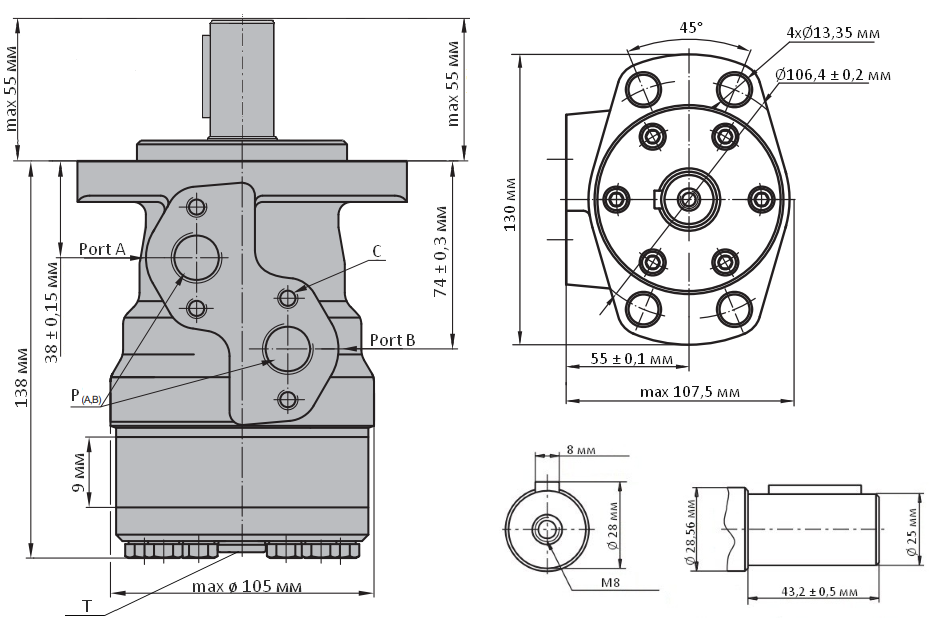 max 55 мм
max 55 мм
Port A
C
38 ± 0,15 мм
74 ± 0,3 мм
Port B
138 мм
P(A,B)
9 мм
max ø 105 мм
T
45°
4xØ13,35 мм
Ø106,4 ± 0,2 мм
130 мм
55 ± 0,1 мм
max 107,5 мм
8 мм
Ø 28 мм
M8
Ø 28,56 мм
Ø 25 мм
43,2 ± 0,5 мм